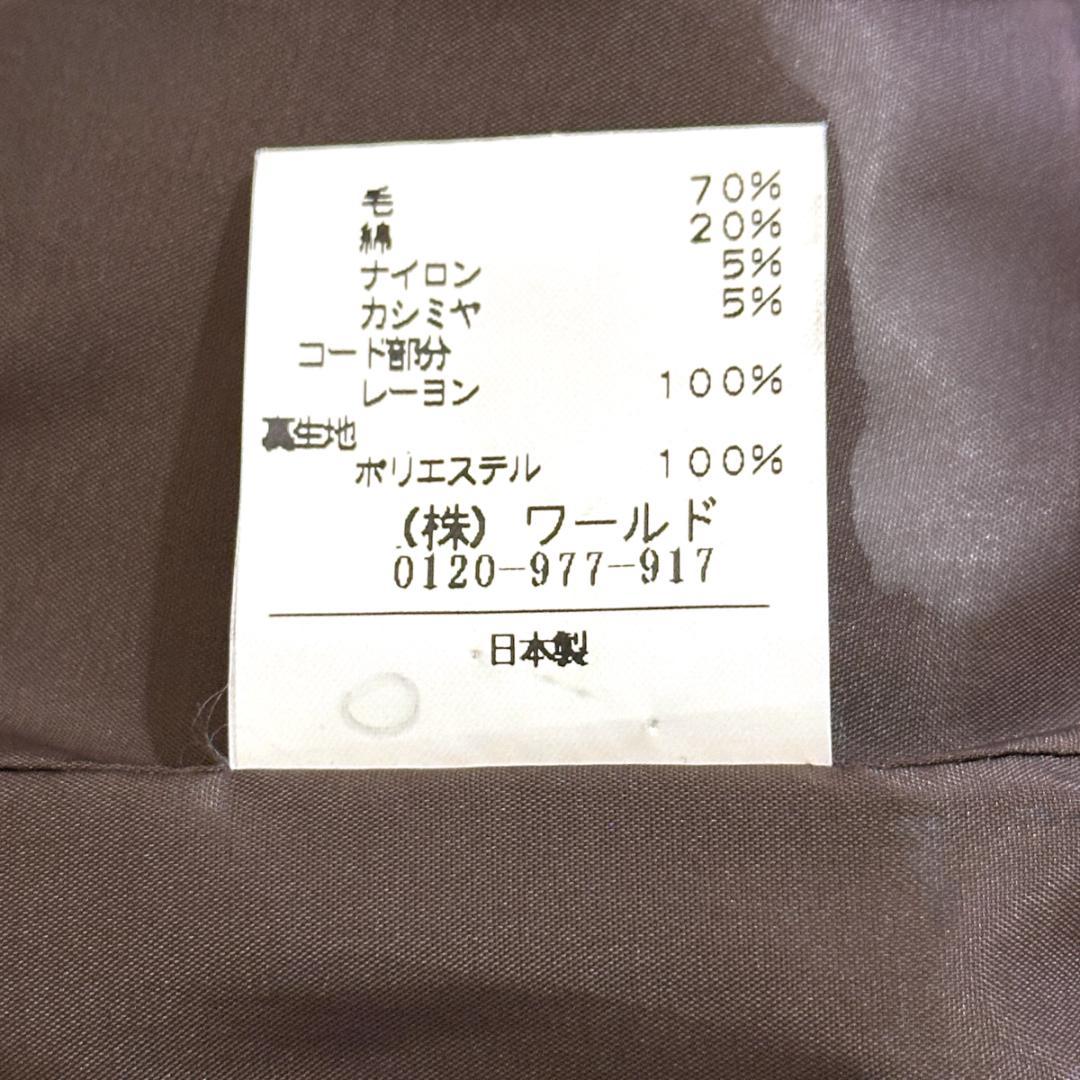 毛 70%
綿 20%
ナイロン 5%
カシミヤ 5%
コード部分
レーヨン 100%
裏生地
ポリエステル 100%
(株) ワールド
0120-977-917
日本製